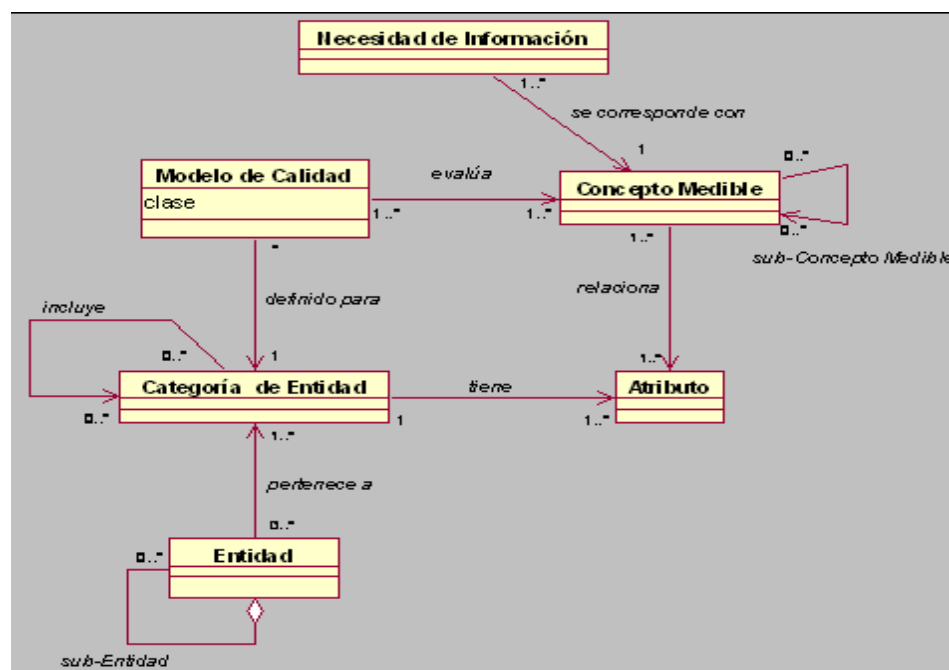 Necesidad de Información
1..*
se corresponde con
1
0..*
Modelo de Calidad
clase
evalúa
1..*
1..*
Concepto Medible
0..*
sub-Concepto Medible
*
1..*
definido para
relaciona
incluye
0..*
1
1..*
Categoría de Entidad
tiene
Atributo
0..*
1..*
1
1..*
pertenece a
0..*
0..*
Entidad
sub-Entidad